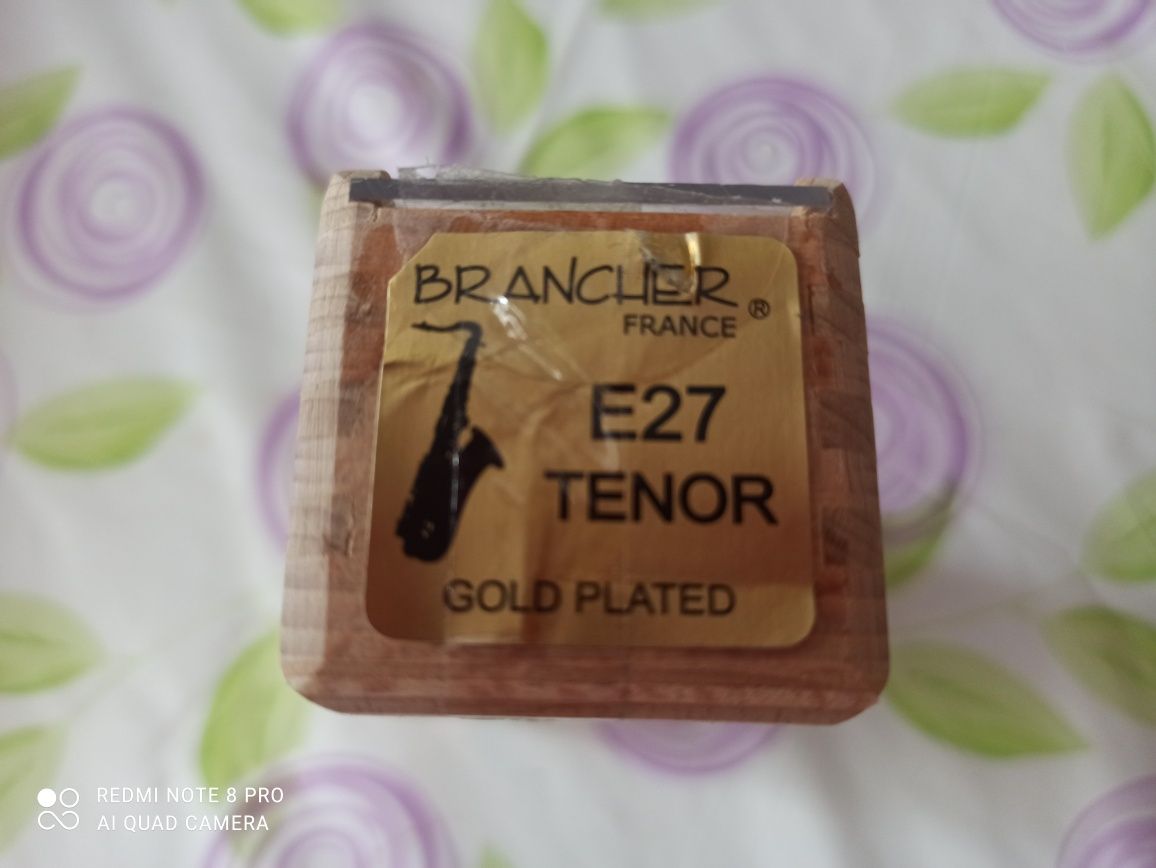 BRANCHER ®
FRANCE
E27
TENOR
GOLD PLATED
REDMI NOTE 8 PRO
AI QUAD CAMERA